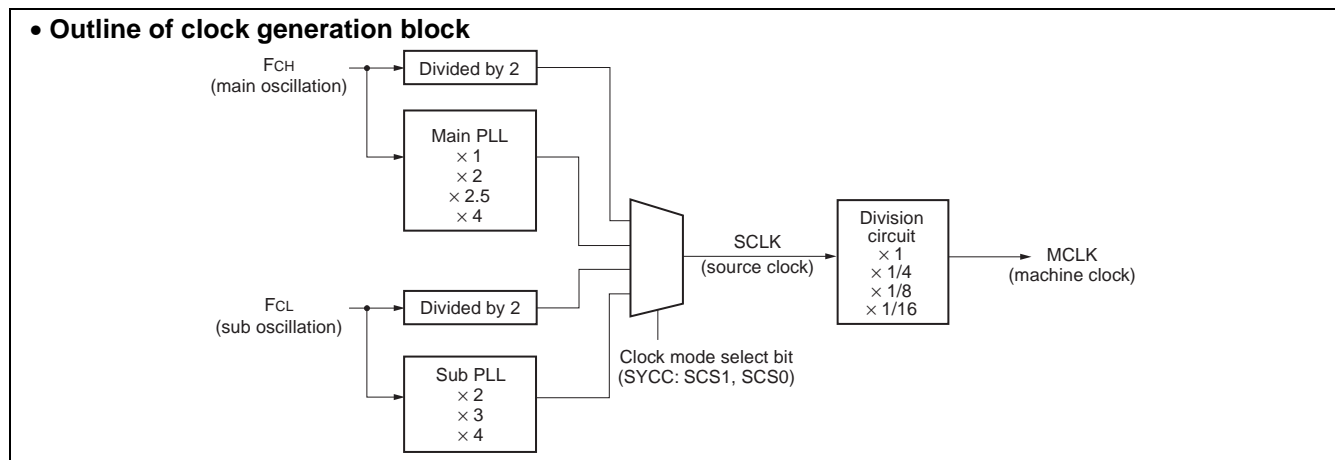 • Outline of clock generation block
FCH
(main oscillation)
Divided by 2
Main PLL
× 1
× 2
× 2.5
× 4
FCL
(sub oscillation)
Divided by 2
Sub PLL
× 2
× 3
× 4
Clock mode select bit
(SYCC: SCS1, SCS0)
SCLK
(source clock)
Division
circuit
× 1
× 1/4
× 1/8
× 1/16
MCLK
(machine clock)